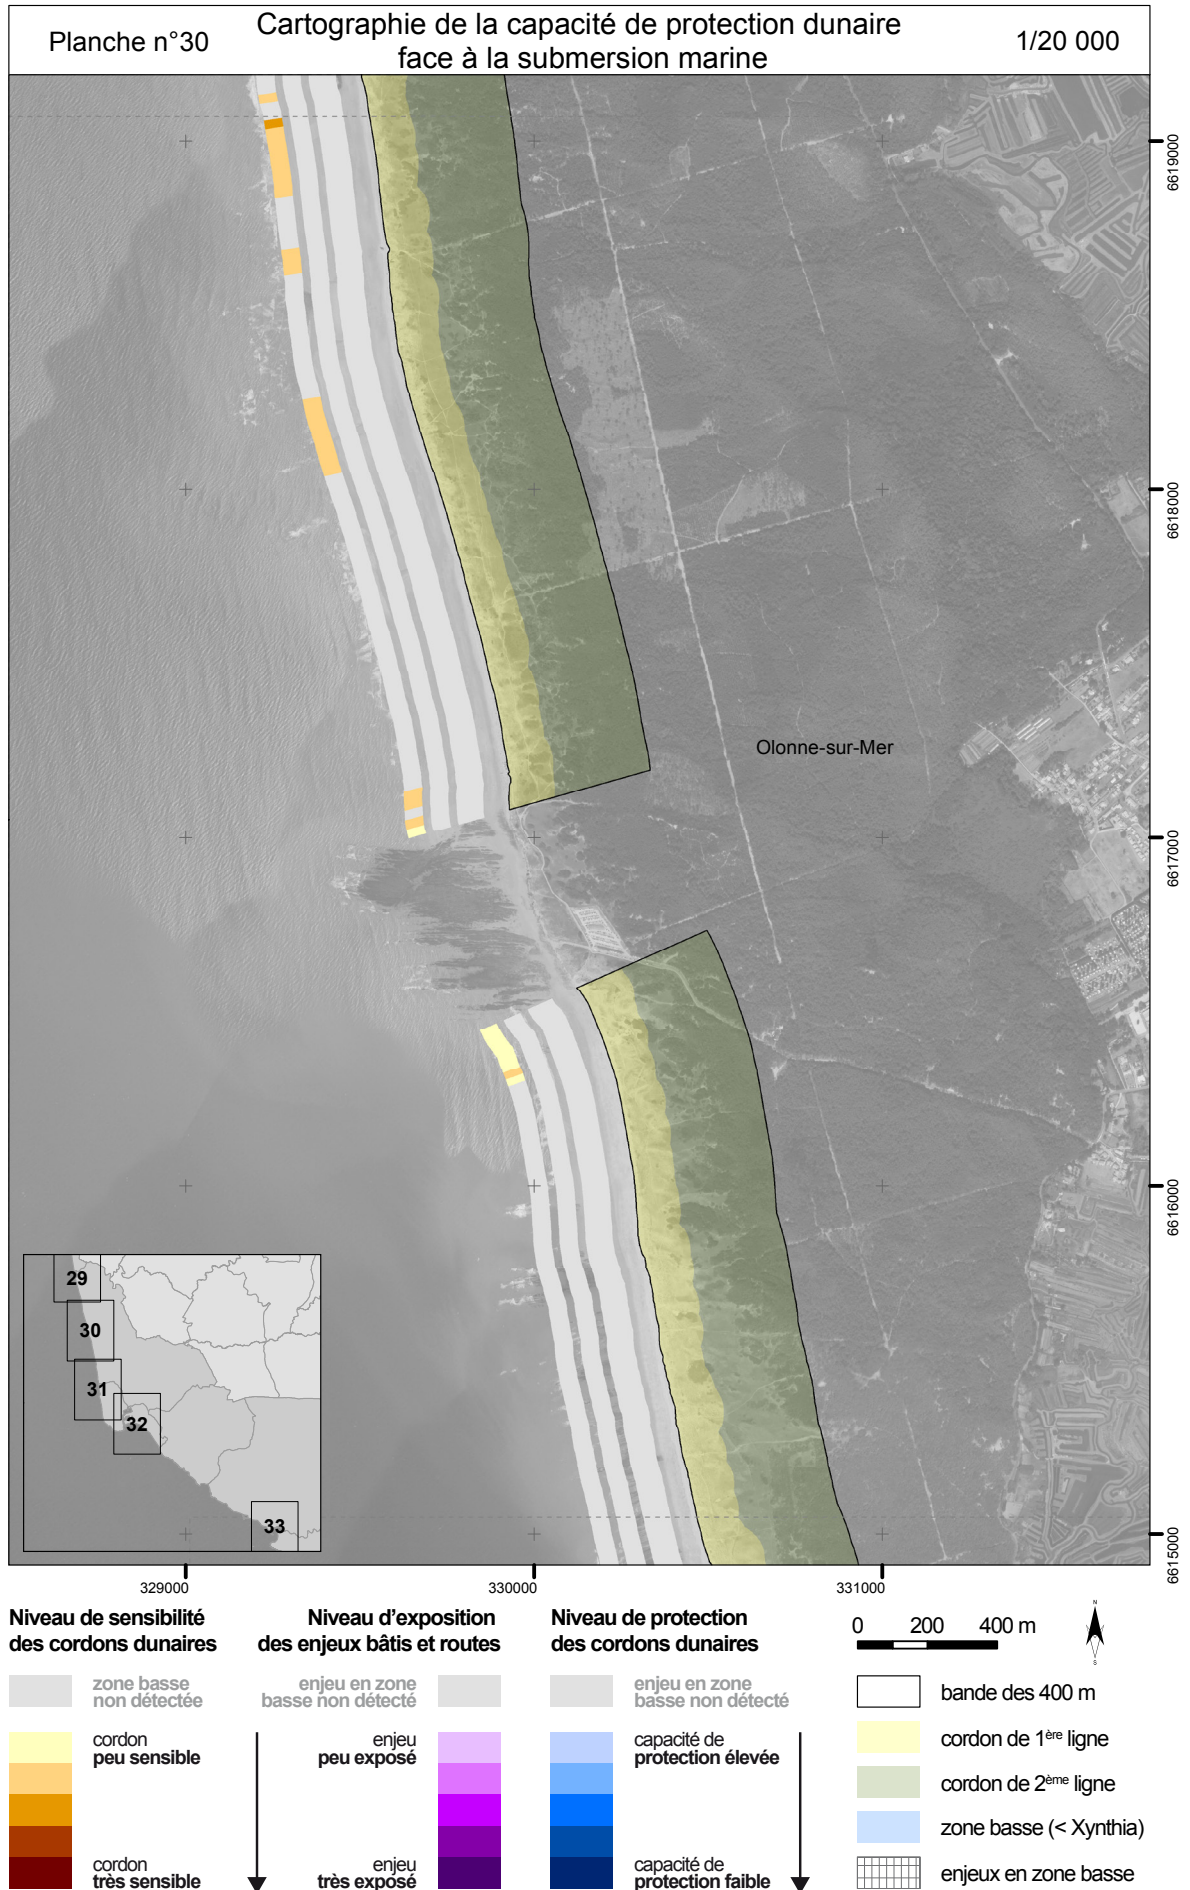 Planche n°30
Cartographie de la capacité de protection dunaire
face à la submersion marine
1/20 000
6619000
6618000
Olonne-sur-Mer
6617000
6616000
29
30
31
32
33
6615000
329000
330000
331000
Niveau de sensibilité
des cordons dunaires
zone basse
non détectée
cordon
peu sensible
cordon
très sensible
Niveau d'exposition
des enjeux bâtis et routes
enjeu en zone
basse non détecté
enjeu
peu exposé
enjeu
très exposé
Niveau de protection
des cordons dunaires
enjeu en zone
basse non détecté
capacité de
protection élevée
capacité de
protection faible
0 200 400 m
N
S
bande des 400 m
cordon de 1ère ligne
cordon de 2ème ligne
zone basse (< Xynthia)
enjeux en zone basse